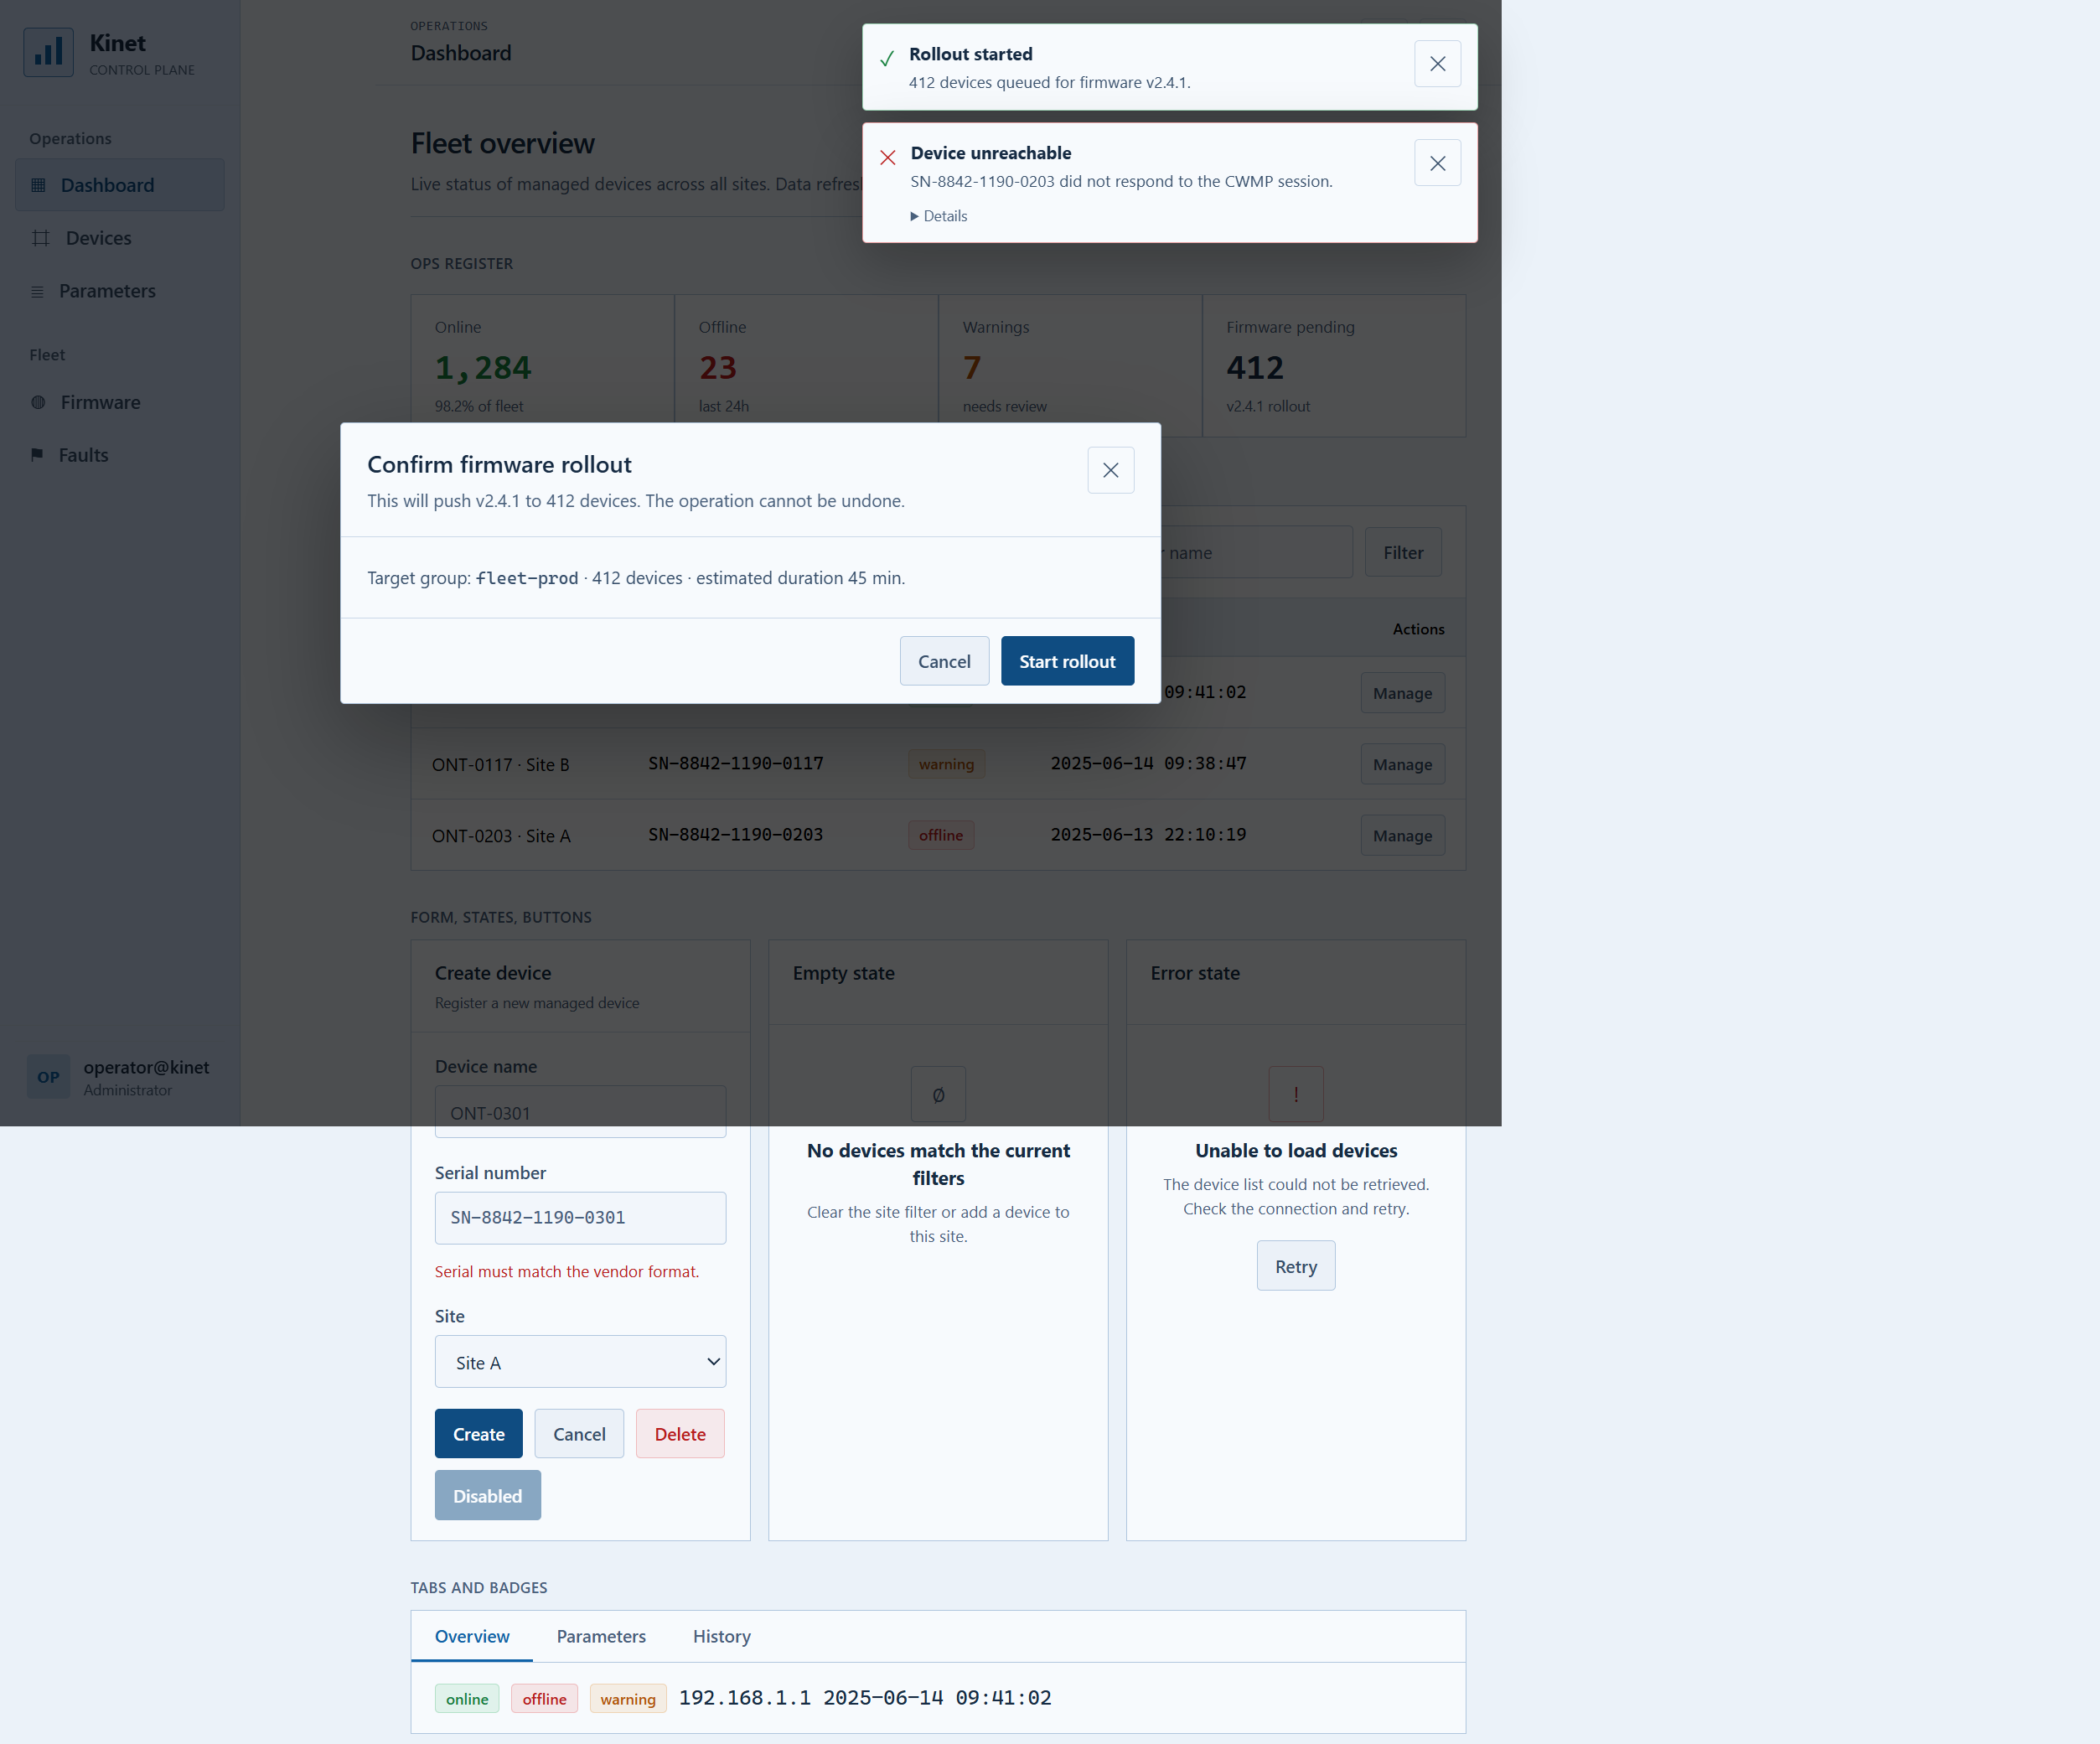 Kinet
CONTROL PLANE
Operations
Dashboard
Devices
Parameters
Fleet
Firmware
Faults
OP
operator@kinet
Administrator
OPERATIONS
Dashboard
Rollout started
412 devices queued for firmware v2.4.1.
Device unreachable
SN-8842-1190-0203 did not respond to the CWMP session.
Details
Fleet overview
Live status of managed devices across all sites. Data
OPS REGISTER
Online
1,284
98.2% of fleet
Offline
23
last 24h
Warnings
7
needs review
Firmware pending
412
v2.4.1 rollout
Confirm firmware rollout
This will push v2.4.1 to 412 devices. The operation cannot be undone.
Target group: fleet-prod · 412 devices · estimated duration 45 min.
Cancel
Start rollout
name
Filter
Actions
09:41:02
Manage
ONT-0117 · Site B
SN-8842-1190-0117
warning
2025-06-14 09:38:47
Manage
ONT-0203 · Site A
SN-8842-1190-0203
offline
2025-06-13 22:10:19
Manage
FORM, STATES, BUTTONS
Create device
Register a new managed device
Device name
ONT-0301
Serial number
SN-8842-1190-0301
Serial must match the vendor format.
Site
Site A
Create
Cancel
Delete
Disabled
Empty state
Ø
No devices match the current
filters
Clear the site filter or add a device to
this site.
Error state
!
Unable to load devices
The device list could not be retrieved.
Check the connection and retry.
Retry
TABS AND BADGES
Overview
Parameters
History
online
offline
warning
192.168.1.1 2025-06-14 09:41:02